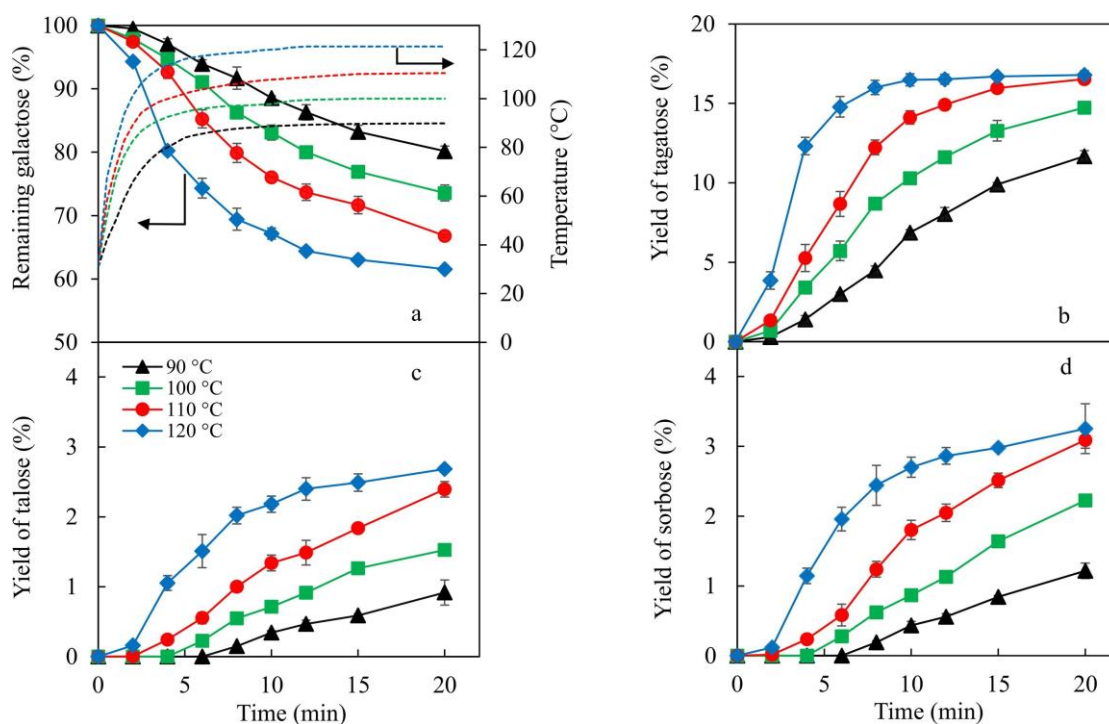 Remaining galactose (%)
100
90
80
70
60
50
Temperature (°C)
120
100
80
60
40
20
0
a
Yield of tagatose (%)
20
15
10
5
0
b
Yield of talose (%)
4
3
2
1
0
c
90 °C
100 °C
110 °C
120 °C
0 5 10 15 20
Time (min)
Yield of sorbose (%)
4
3
2
1
0
d
0 5 10 15 20
Time (min)